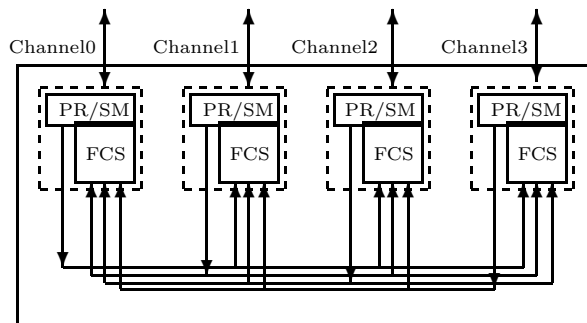 Channel0 Channel1 Channel2 Channel3
PR/SM PR/SM PR/SM PR/SM
FCS FCS FCS FCS